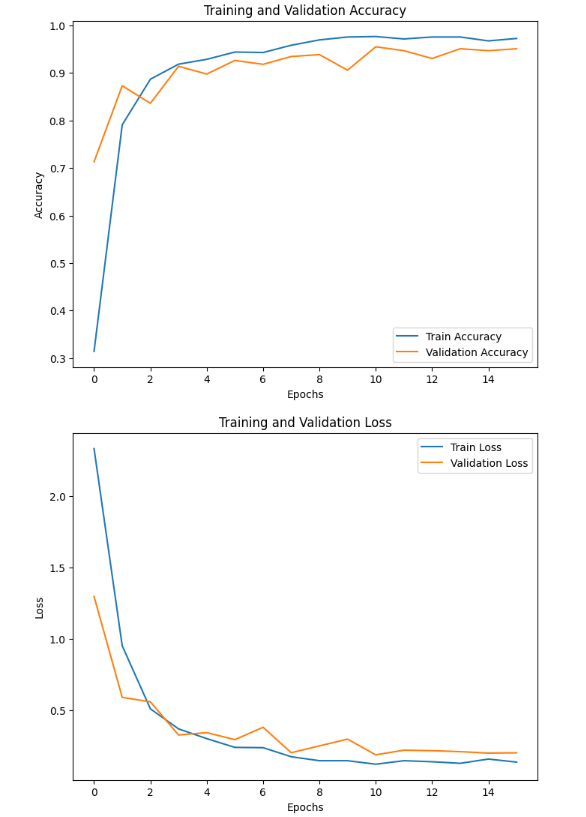 Training and Validation Accuracy
1.0
0.9
0.8
0.7
0.6
0.5
0.4
0.3
Accuracy
Train Accuracy
Validation Accuracy
0 2 4 6 8 10 12 14
Epochs
Training and Validation Loss
Train Loss
Validation Loss
2.0
1.5
1.0
0.5
Loss
0 2 4 6 8 10 12 14
Epochs